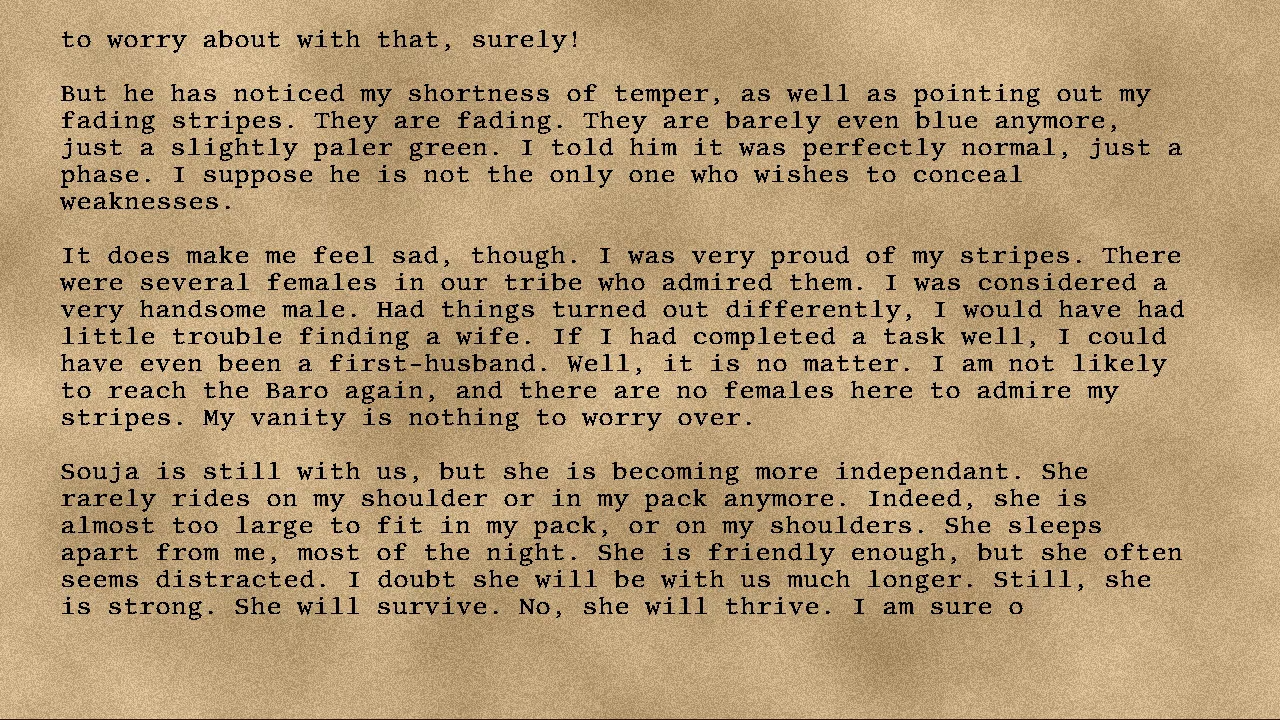 to worry about with that, surely!
But he has noticed my shortness of temper, as well as pointing out my
fading stripes. They are fading. They are barely even blue anymore,
just a slightly paler green. I told him it was perfectly normal, just a
phase. I suppose he is not the only one who wishes to conceal
weaknesses.
It does make me feel sad, though. I was very proud of my stripes. There
were several females in our tribe who admired them. I was considered a
very handsome male. Had things turned out differently, I would have had
little trouble finding a wife. If I had completed a task well, I could
have even been a first-husband. Well, it is no matter. I am not likely
to reach the Baro again, and there are no females here to admire my
stripes. My vanity is nothing to worry over.
Souja is still with us, but she is becoming more independant. She
rarely rides on my shoulder or in my pack anymore. Indeed, she is
almost too large to fit in my pack, or on my shoulders. She sleeps
apart from me, most of the night. She is friendly enough, but she often
seems distracted. I doubt she will be with us much longer. Still, she
is strong. She will survive. No, she will thrive. I am sure o